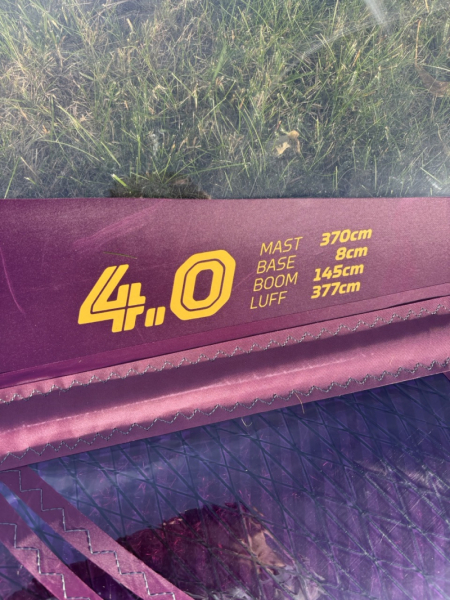 4.0
MAST 370cm
BASE 8cm
BOOM 145cm
LUFF 377cm